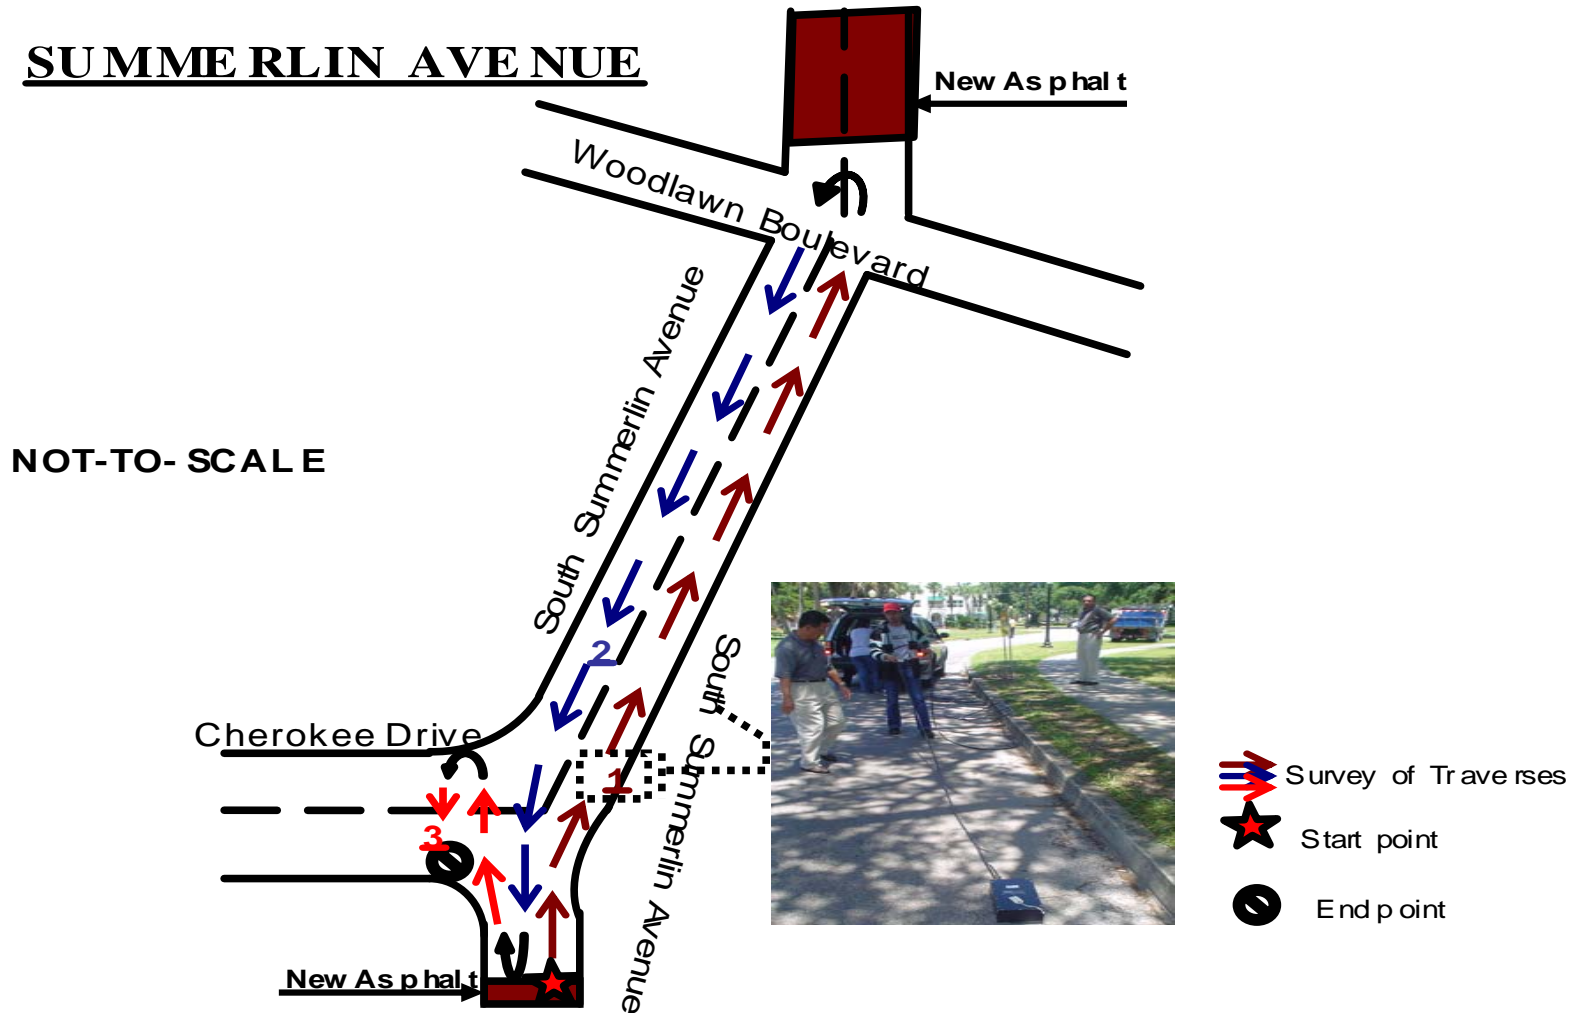 SUMMERLIN AVENUE
New Asphalt
Woodlawn Boulevard
South Summerlin Avenue
NOT-TO-SCALE
2
South Summerlin Avenue
Cherokee Drive
1
3
Survey of Traverses
Start point
End point
New Asphalt